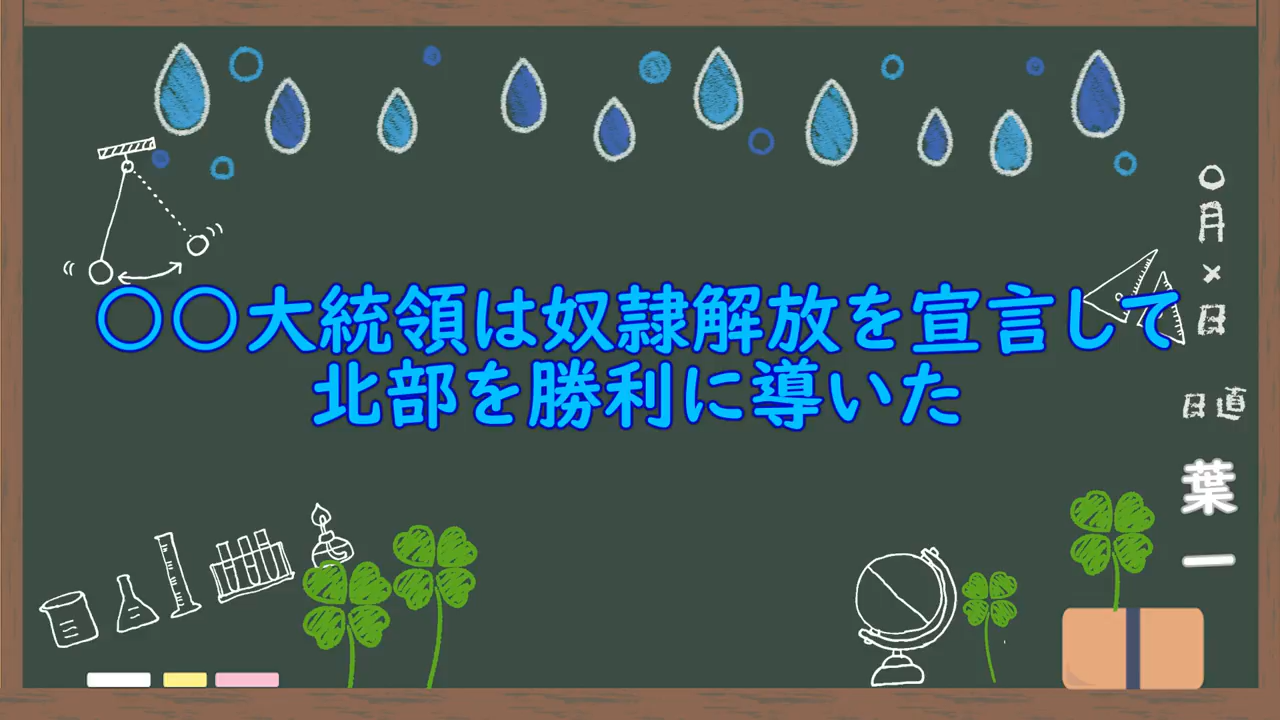 〇〇大統領は奴隷解放を宣言して
北部を勝利に導いた
〇月×日
日直
葉一